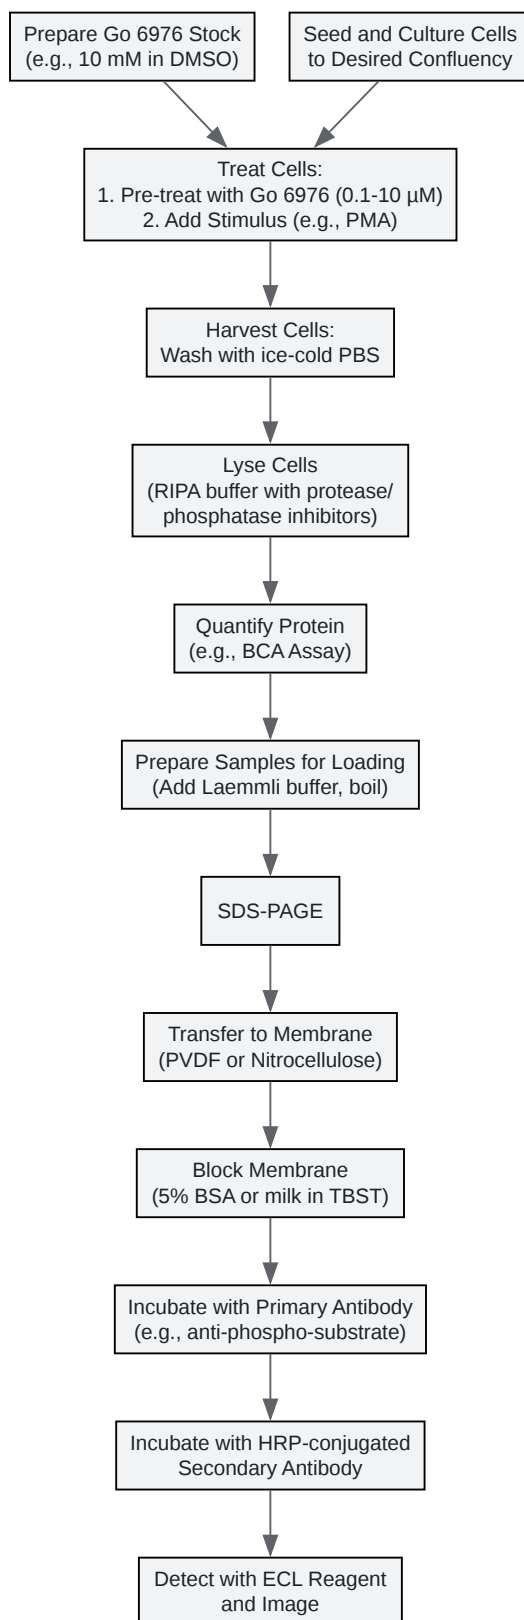 Prepare Go 6976 Stock
(e.g., 10 mM in DMSO)
Seed and Culture Cells
to Desired Confluency
Treat Cells:
1. Pre-treat with Go 6976 (0.1-10 µM)
2. Add Stimulus (e.g., PMA)
Harvest Cells:
Wash with ice-cold PBS
Lyse Cells
(RIPA buffer with protease/
phosphatase inhibitors)
Quantify Protein
(e.g., BCA Assay)
Prepare Samples for Loading
(Add Laemmli buffer, boil)
SDS-PAGE
Transfer to Membrane
(PVDF or Nitrocellulose)
Block Membrane
(5% BSA or milk in TBST)
Incubate with Primary Antibody
(e.g., anti-phospho-substrate)
Incubate with HRP-conjugated
Secondary Antibody
Detect with ECL Reagent
and Image